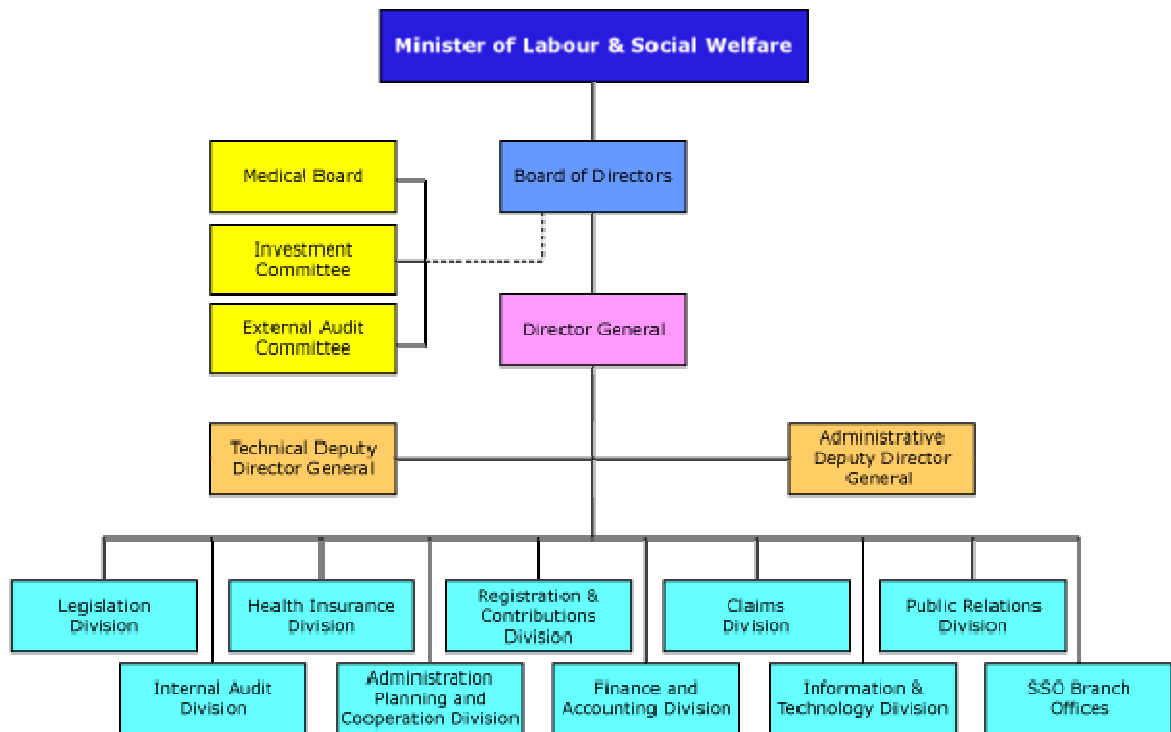 Minister of Labour & Social Welfare
Medical Board
Board of Directors
Investment
Committee
External Audit
Committee
Director General
Technical Deputy
Director General
Administrative
Deputy Director
General
Legislation
Division
Health Insurance
Division
Registration &
Contributions
Division
Claims
Division
Public Relations
Division
Internal Audit
Division
Administration
Planning and
Cooperation Division
Finance and
Accounting Division
Information &
Technology Division
SSO Branch
Offices